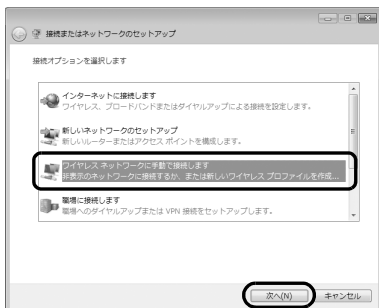 接続またはネットワークのセットアップ
接続オプションを選択します
インターネットに接続します
ワイヤレス、ブロードバンドまたはダイヤルアップによる接続を設定します。
新しいネットワークのセットアップ
新しいルーターまたはアクセス ポイントを構成します。
ワイヤレス ネットワークに手動で接続します
非表示のネットワークに接続するか、または新しいワイヤレス プロファイルを作成...
職場に接続します
職場へのダイヤルアップまたは VPN 接続をセットアップします。
次へ(N)
キャンセル